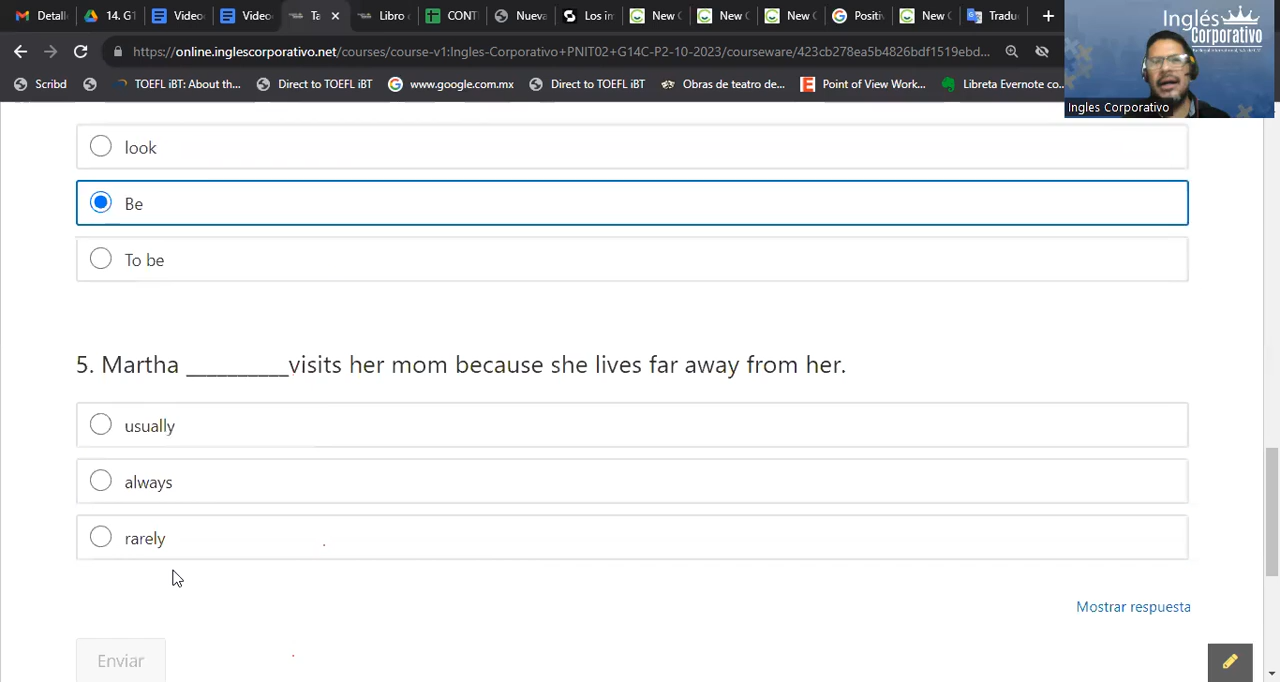 Detall
14. G1
Video
Video
Ta
Libro
CONT
Nueva
Los in
New C
New C
New C
Positi
New C
Tradu
https://online.inglescorporativo.net/courses/course-v1:Ingles-Corporativo+PNIT02+G14C-P2-10-2023/courseware/423cb278ea5b4826bdf1519ebd...
Scribd
TOEFL iBT: About th...
Direct to TOEFL iBT
www.google.com.mx
Direct to TOEFL iBT
Obras de teatro de...
Point of View Work...
Libreta Evernote co...
Inglés
Corporativo
Ingles Corporativo
look
Be
To be
5. Martha __________visits her mom because she lives far away from her.
usually
always
rarely
Mostrar respuesta
Enviar